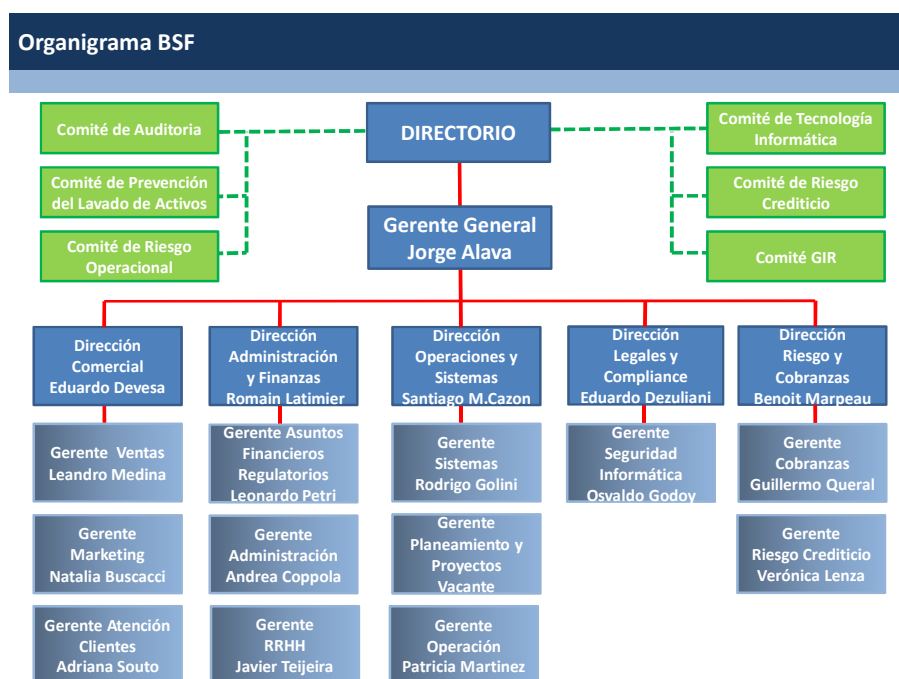 Organigrama BSF
Comité de Auditoria
DIRECTORIO
Comité de Tecnología
Informática
Comité de Prevención
del Lavado de Activos
Comité de Riesgo
Crediticio
Gerente General
Jorge Alava
Comité de Riesgo
Operacional
Comité GIR
Dirección
Comercial
Eduardo Devesa
Dirección
Administración
y Finanzas
Romain Latimier
Dirección
Operaciones y
Sistemas
Santiago M.Cazon
Dirección
Legales y
Compliance
Eduardo Dezuliani
Dirección
Riesgo y
Cobranzas
Benoit Marpeau
Gerente Ventas
Leandro Medina
Gerente Asuntos
Financieros
Regulatorios
Leonardo Petri
Gerente
Sistemas
Rodrigo Golini
Gerente
Seguridad
Informática
Osvaldo Godoy
Gerente
Cobranzas
Guillermo Queral
Gerente
Marketing
Natalia Buscacci
Gerente
Administración
Andrea Coppola
Gerente
Planeamiento y
Proyectos
Vacante
Gerente
Riesgo Crediticio
Verónica Lenza
Gerente Atención
Clientes
Adriana Souto
Gerente
RRHH
Javier Teijeira
Gerente
Operación
Patricia Martinez